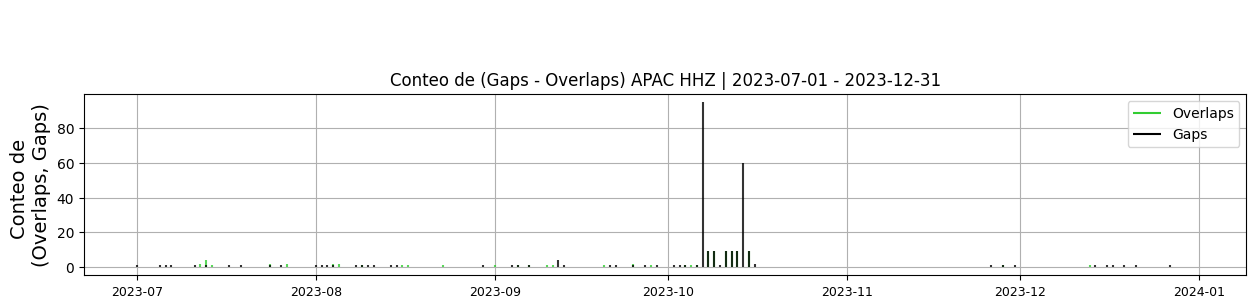 Conteo de (Gaps - Overlaps) APAC HHZ | 2023-07-01 - 2023-12-31
Conteo de
(Overlaps, Gaps)
80
60
40
20
0
Overlaps
Gaps
2023-07
2023-08
2023-09
2023-10
2023-11
2023-12
2024-01